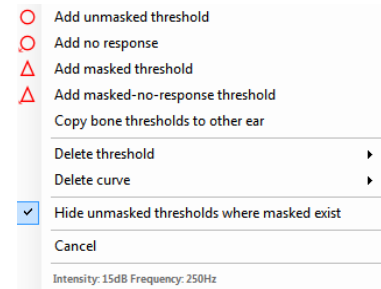 Add unmasked threshold
Add no response
Add masked threshold
Add masked-no-response threshold
Copy bone thresholds to other ear
Delete threshold
Delete curve
Hide unmasked thresholds where masked exist
Cancel
Intensity: 15dB Frequency: 250Hz